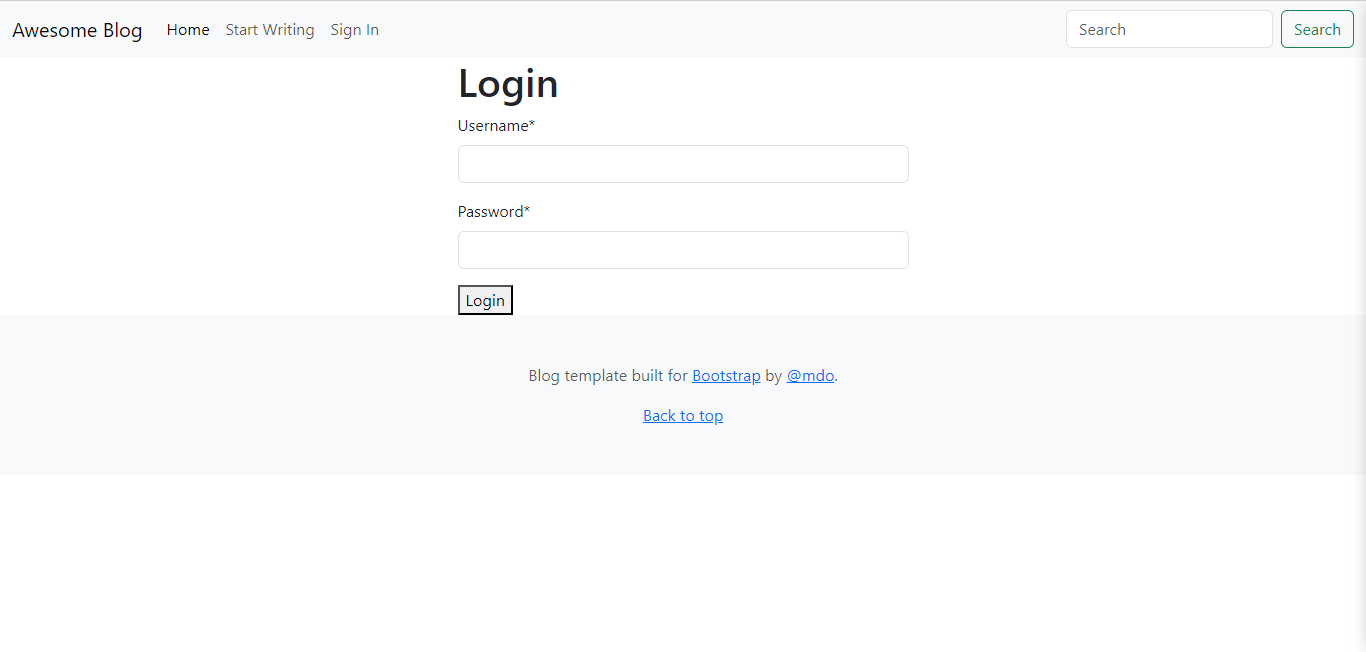 Awesome Blog Home Start Writing Sign In Search Search
Login
Username*
Password*
Login
Blog template built for Bootstrap by @mdo.
Back to top